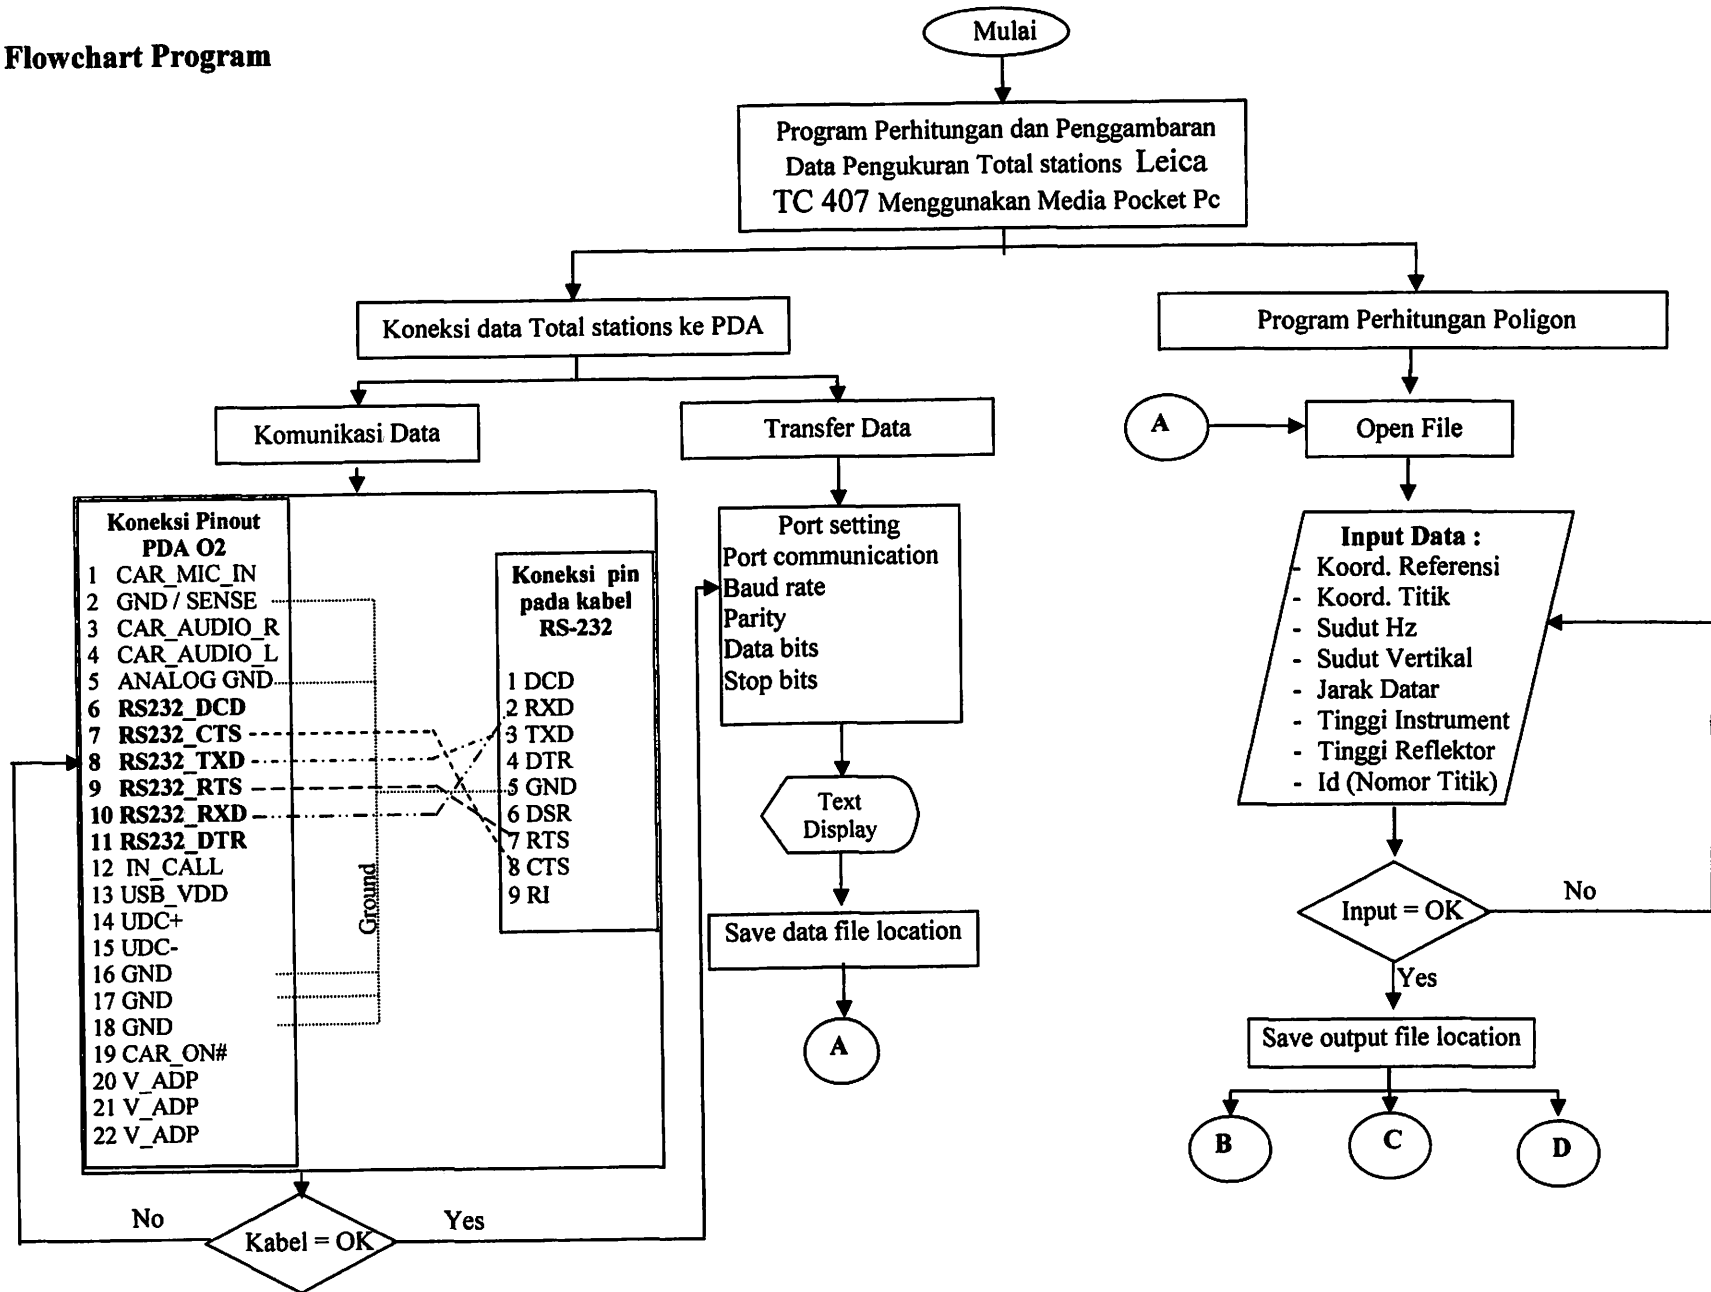 Flowchart Program
Mulai
Program Perhitungan dan Penggambaran
Data Pengukuran Total stations Leica
TC 407 Menggunakan Media Pocket Pc
Koneksi data Total stations ke PDA
Program Perhitungan Poligon
Komunikasi Data
Transfer Data
A
Open File
Koneksi Pinout
PDA O2
1 CAR_MIC_IN
2 GND / SENSE
3 CAR_AUDIO_R
4 CAR_AUDIO_L
5 ANALOG GND
6 RS232_DCD
7 RS232_CTS
8 RS232_TXD
9 RS232_RTS
10 RS232_RXD
11 RS232_DTR
12 IN_CALL
13 USB_VDD
14 UDC+
15 UDC-
16 GND
17 GND
18 GND
19 CAR_ON#
20 V_ADP
21 V_ADP
22 V_ADP
Ground
Koneksi pin
pada kabel
RS-232
1 DCD
2 RXD
3 TXD
4 DTR
5 GND
6 DSR
7 RTS
8 CTS
9 RI
Kabel = OK
No
Yes
Port setting
Port communication
Baud rate
Parity
Data bits
Stop bits
Text
Display
Save data file location
A
Input Data :
- Koord. Referensi
- Koord. Titik
- Sudut Hz
- Sudut Vertikal
- Jarak Datar
- Tinggi Instrument
- Tinggi Reflektor
- Id (Nomor Titik)
Input = OK
No
Yes
Save output file location
B
C
D